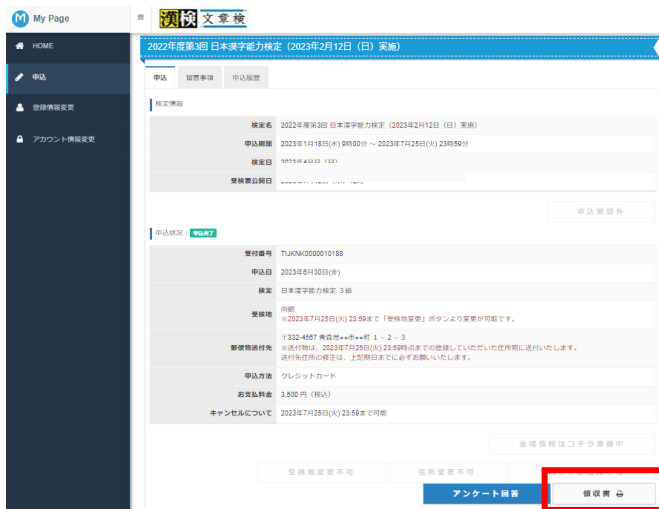 My Page
漢検 文章検
HOME
申込
登録情報変更
アカウント情報変更
2022年度第3回 日本漢字能力検定（2023年2月12日（日）実施）
申込 留意事項 申込履歴
検定情報
検定名 2022年度第3回 日本漢字能力検定（2023年2月12日（日）実施）
申込期間 2023年1月18日(水) 9時00分 ～ 2023年7月25日(火) 23時59分
検定日
受検票公開日
申込期間外
申込状況： 申込完了
受付番号 TIJKNK0000010188
申込日 2023年6月30日(金)
検定 日本漢字能力検定 3級
受検地 函館
※2023年7月25日(火) 23:59まで「受検地変更」ボタンより変更が可能です。
郵便物送付先 〒332-4567 青森県**市**町 1－2－3
※送付物は、2023年7月25日(火) 23:59時点までの登録していただいた住所宛に送付いたします。
送付先住所の修正は、上記期日までに必ずお願いいたします。
申込方法 クレジットカード
お支払料金 3,500 円（税込）
キャンセルについて 2023年7月25日(火) 23:59まで可能
会場情報はコチラ準備中
受検地変更不可 住所変更不可
アンケート回答 領収書